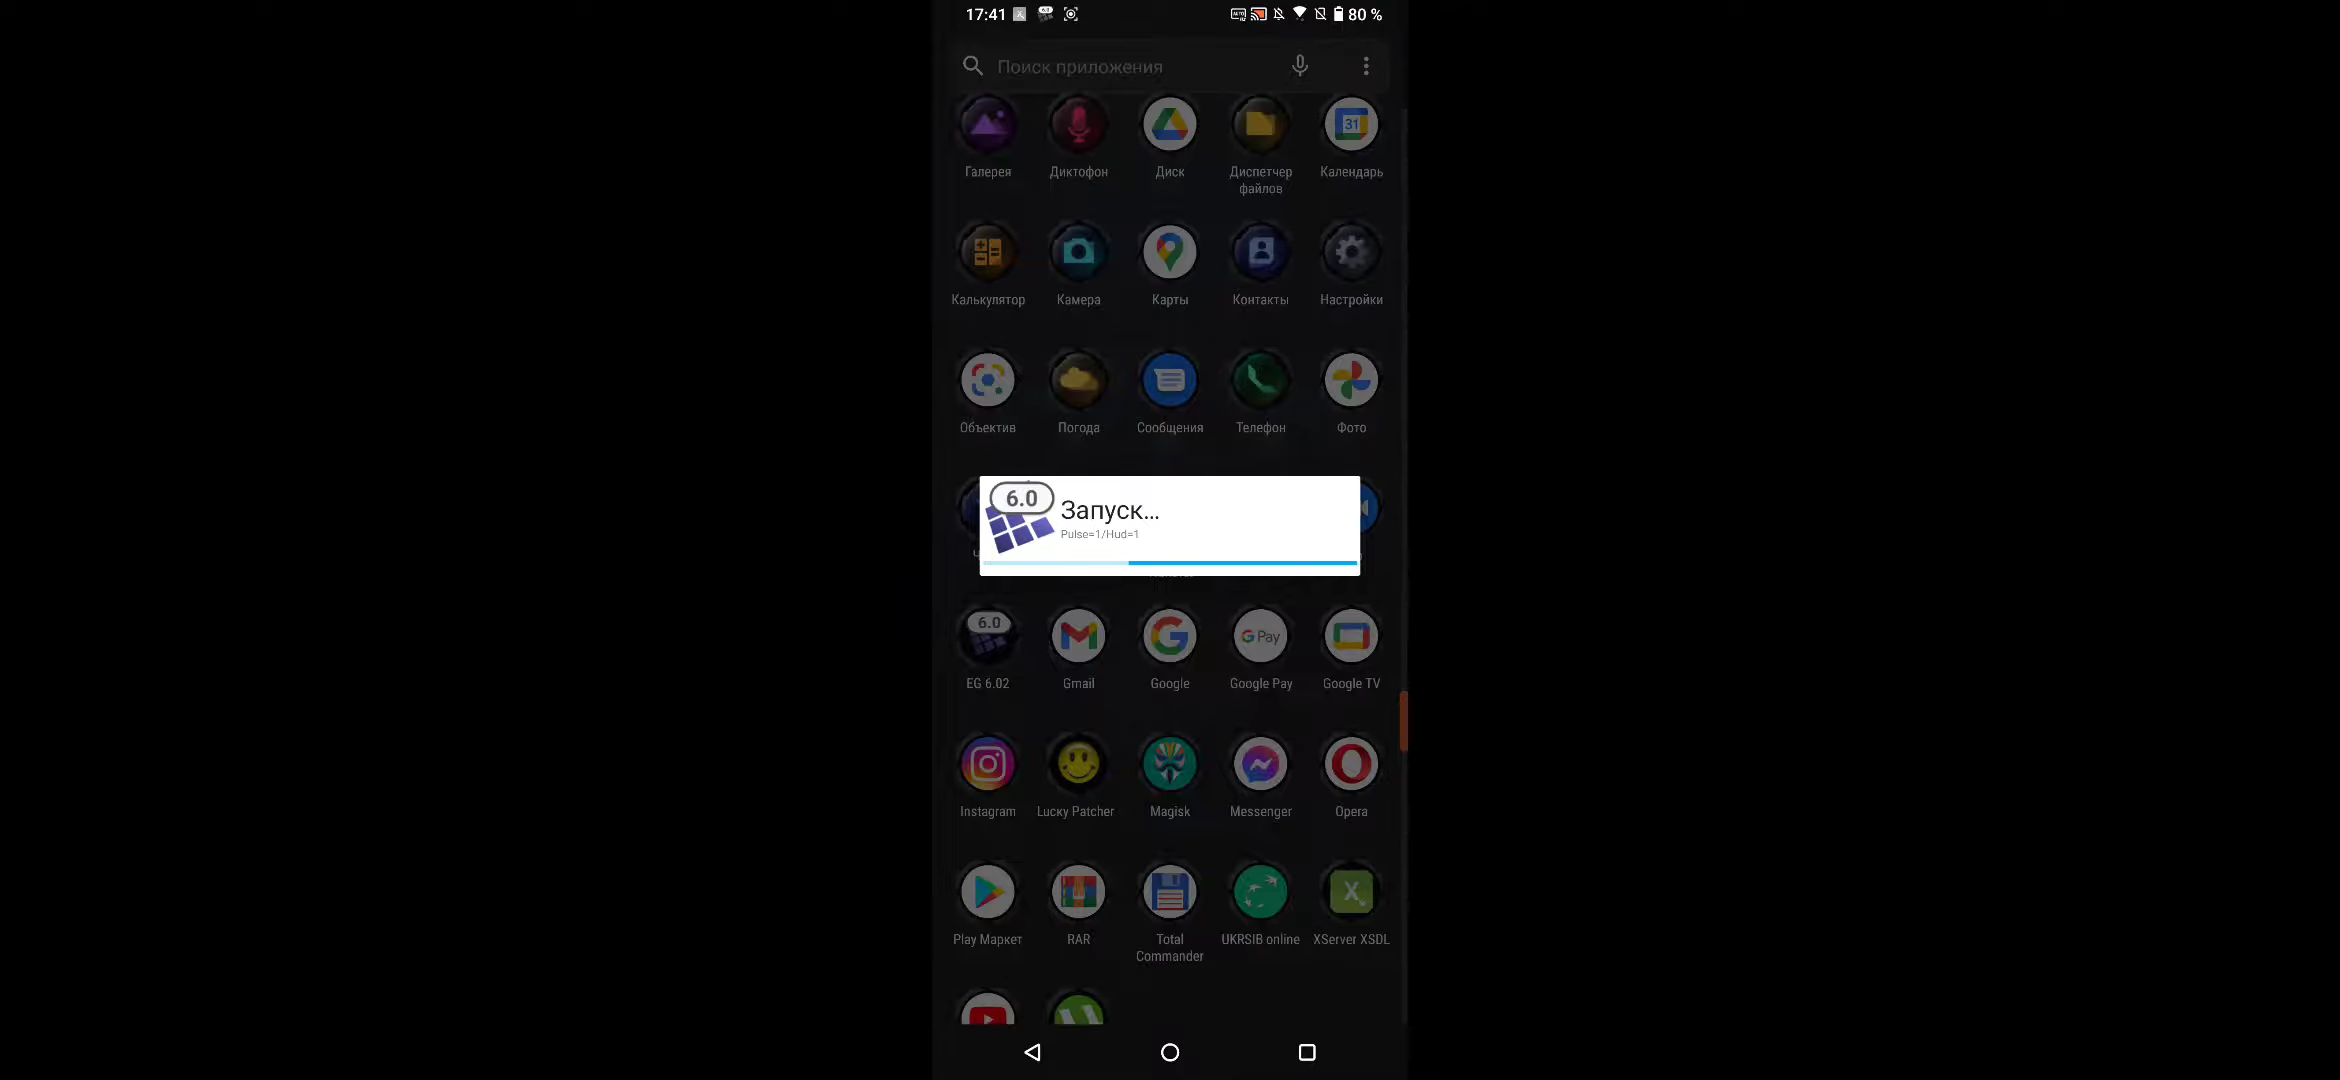 17:41
80 %
Поиск приложения
31
Галерея
Диктофон
Диск
Диспетчер
файлов
Календарь
Калькулятор
Камера
Карты
Контакты
Настройки
Объектив
Погода
Сообщения
Телефон
Фото
6.0
Запуск...
Pulse=1/Hud=1
6.0
G Pay
EG 6.02
Gmail
Google
Google Pay
Google TV
Instagram
Lucky Patcher
Magisk
Messenger
Opera
X
Play Маркет
RAR
Total
Commander
UKRSIB online
XServer XSDL